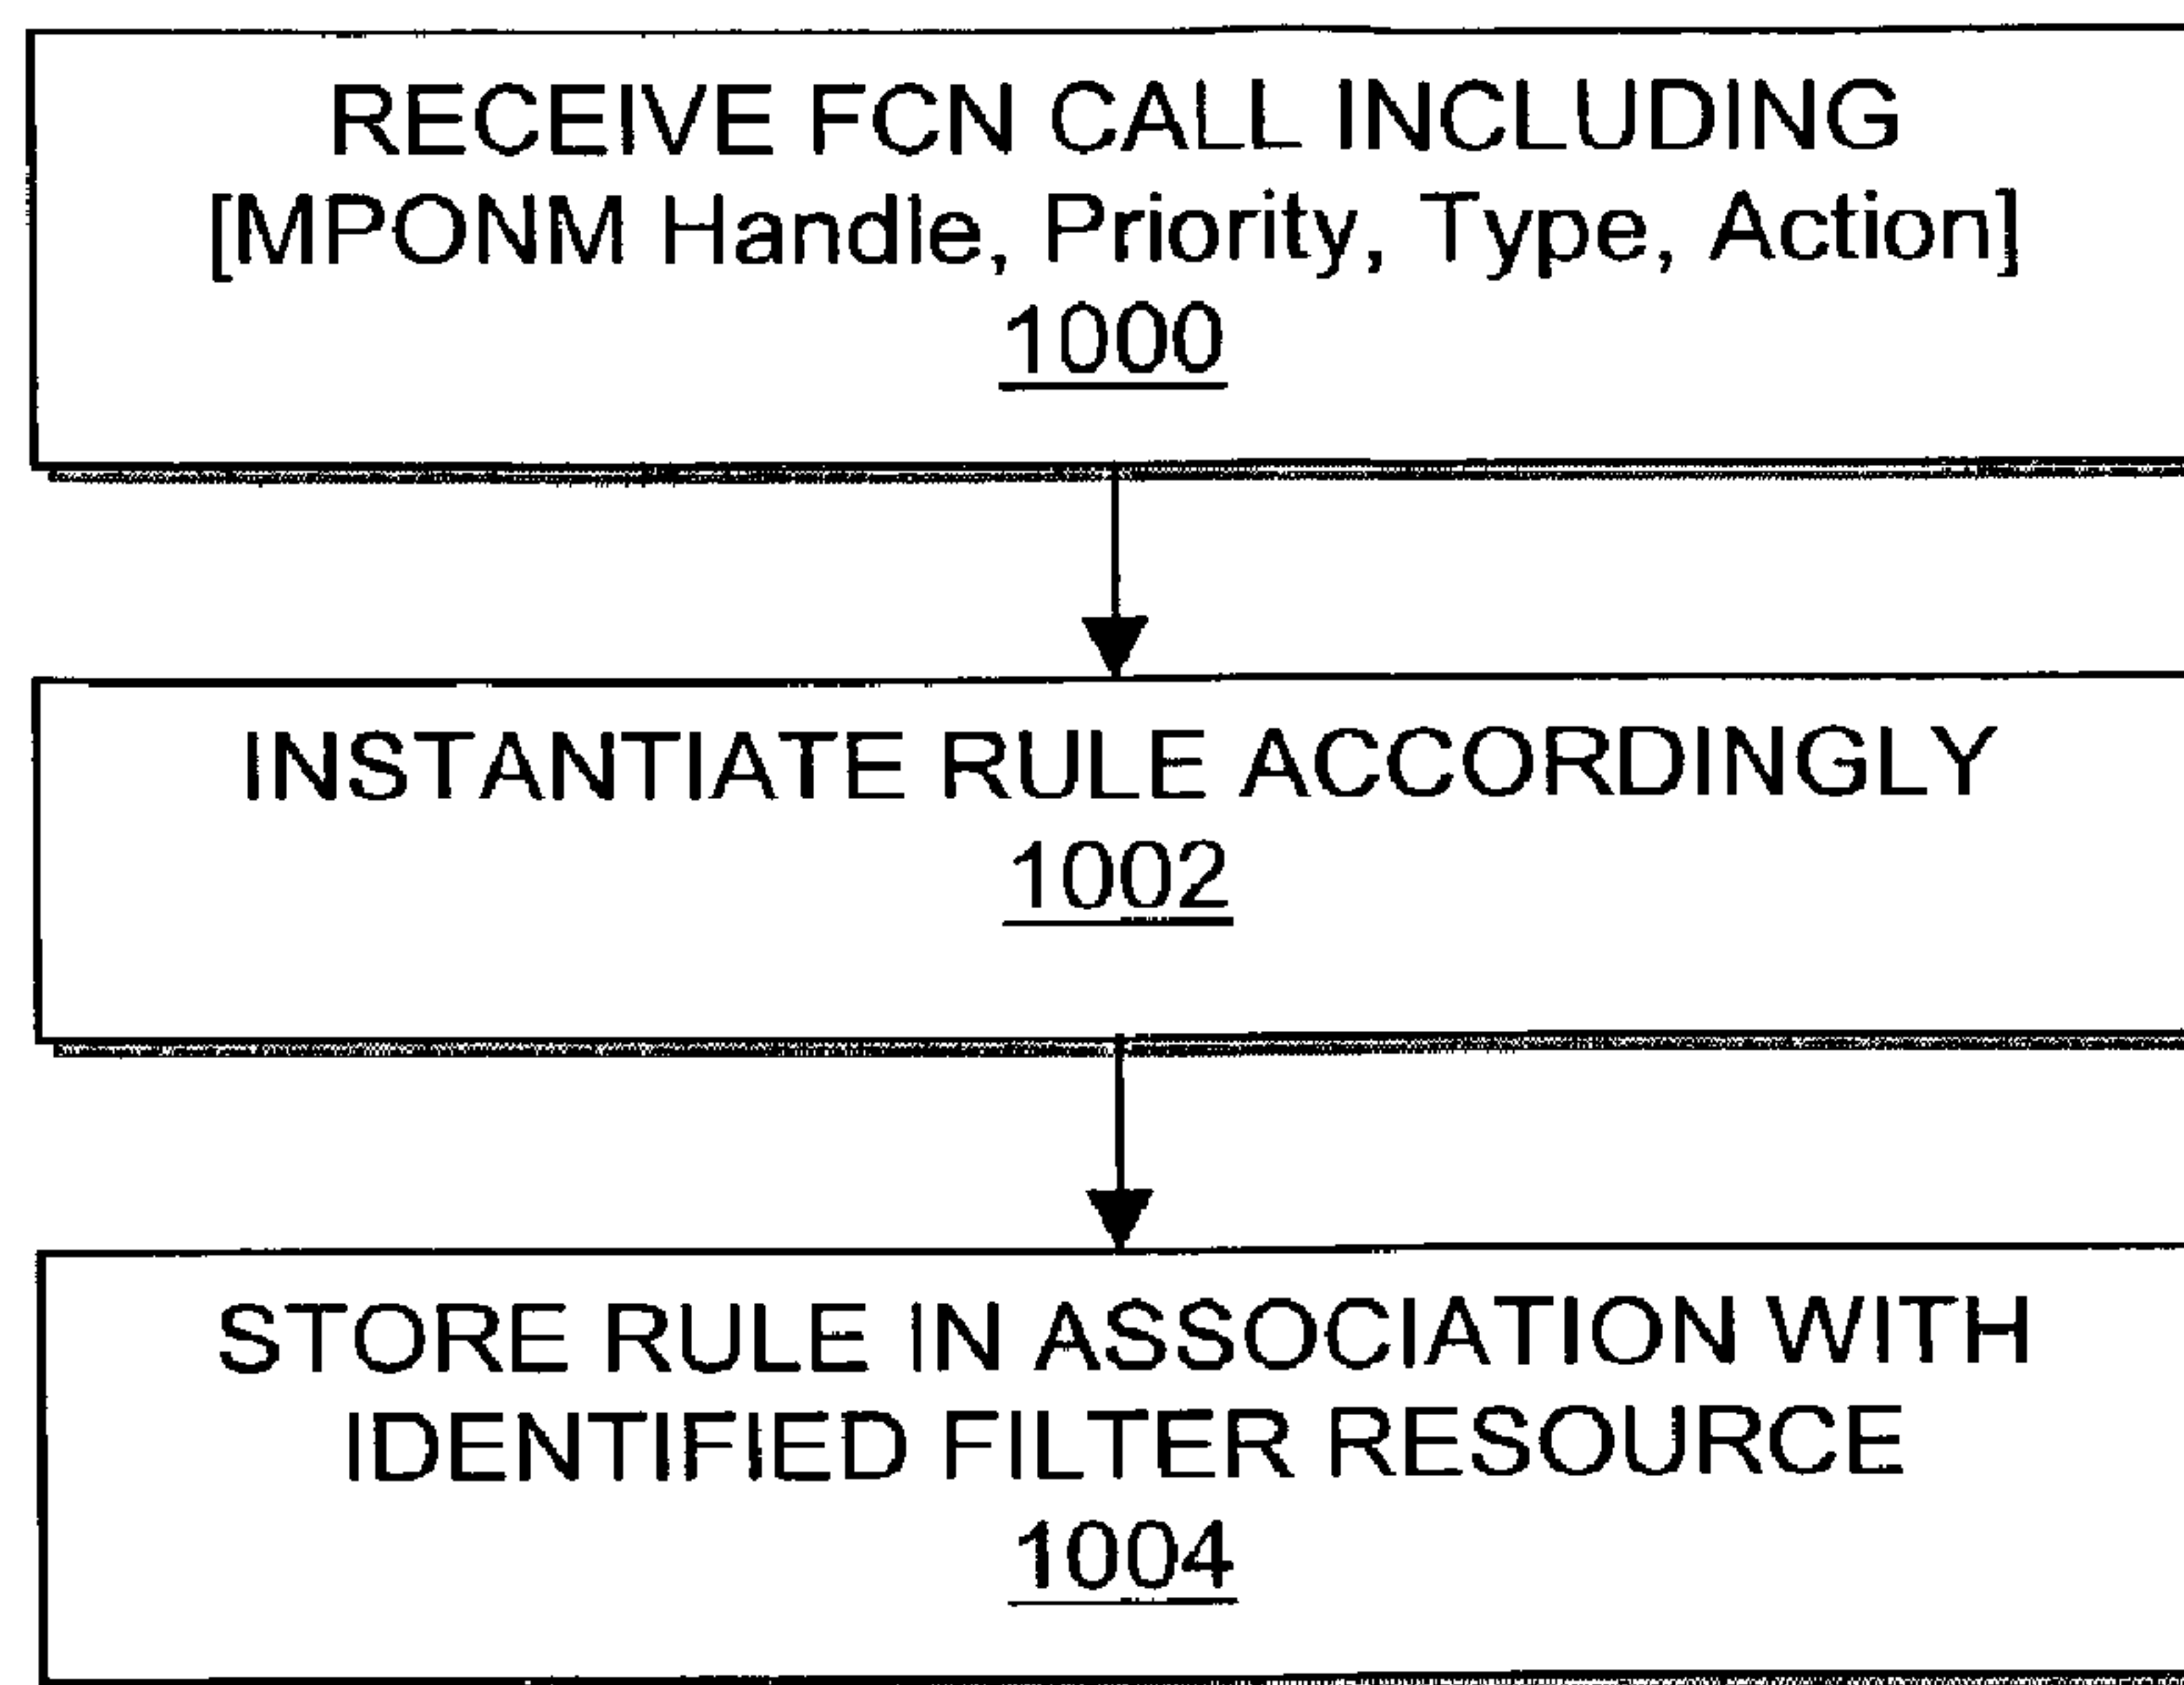 RECEIVE FCN CALL INCLUDING
[MPONM Handle, Priority, Type, Action]
1000
INSTANTIATE RULE ACCORDINGLY
1002
STORE RULE IN ASSOCIATION WITH
IDENTIFIED FILTER RESOURCE
1004